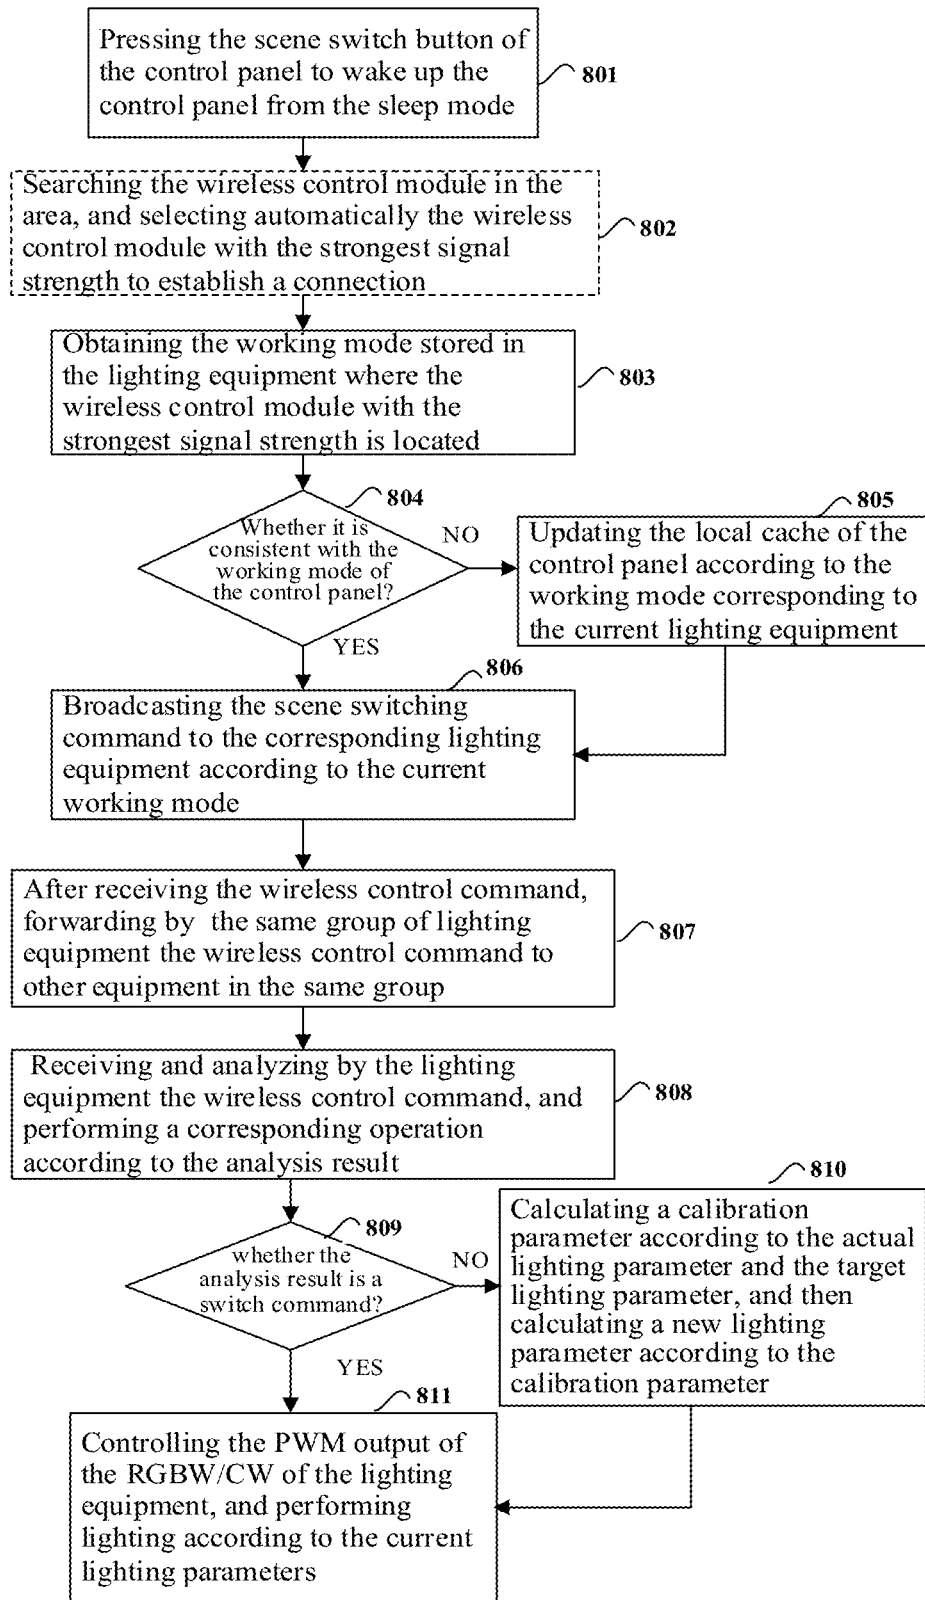 Pressing the scene switch button of
the control panel to wake up the
control panel from the sleep mode
801
Searching the wireless control module in the
area, and selecting automatically the wireless
control module with the strongest signal
strength to establish a connection
802
Obtaining the working mode stored in
the lighting equipment where the
wireless control module with the
strongest signal strength is located
803
804
Whether it is
consistent with the
working mode of
the control panel?
NO
YES
805
Updating the local cache of the
control panel according to the
working mode corresponding to
the current lighting equipment
806
Broadcasting the scene switching
command to the corresponding lighting
equipment according to the current
working mode
After receiving the wireless control command,
forwarding by the same group of lighting
equipment the wireless control command to
other equipment in the same group
807
Receiving and analyzing by the lighting
equipment the wireless control command, and
performing a corresponding operation
according to the analysis result
808
809
whether the
analysis result is a
switch command?
NO
YES
810
Calculating a calibration
parameter according to the actual
lighting parameter and the target
lighting parameter, and then
calculating a new lighting
parameter according to the
calibration parameter
811
Controlling the PWM output of
the RGBW/CW of the lighting
equipment, and performing
lighting according to the current
lighting parameters